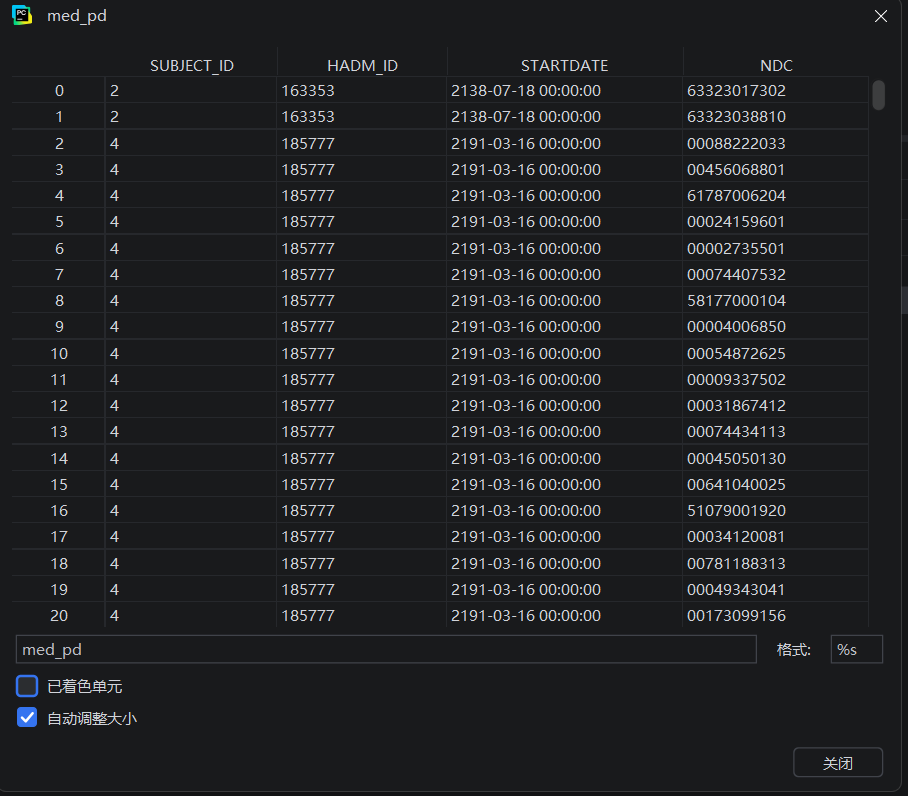 PC
med_pd
SUBJECT_ID HADM_ID STARTDATE NDC
0 2 163353 2138-07-18 00:00:00 63323017302
1 2 163353 2138-07-18 00:00:00 63323038810
2 4 185777 2191-03-16 00:00:00 00088222033
3 4 185777 2191-03-16 00:00:00 00456068801
4 4 185777 2191-03-16 00:00:00 61787006204
5 4 185777 2191-03-16 00:00:00 00024159601
6 4 185777 2191-03-16 00:00:00 00002735501
7 4 185777 2191-03-16 00:00:00 00074407532
8 4 185777 2191-03-16 00:00:00 58177000104
9 4 185777 2191-03-16 00:00:00 00004006850
10 4 185777 2191-03-16 00:00:00 00054872625
11 4 185777 2191-03-16 00:00:00 00009337502
12 4 185777 2191-03-16 00:00:00 00031867412
13 4 185777 2191-03-16 00:00:00 00074434113
14 4 185777 2191-03-16 00:00:00 00045050130
15 4 185777 2191-03-16 00:00:00 00641040025
16 4 185777 2191-03-16 00:00:00 51079001920
17 4 185777 2191-03-16 00:00:00 00034120081
18 4 185777 2191-03-16 00:00:00 00781188313
19 4 185777 2191-03-16 00:00:00 00049343041
20 4 185777 2191-03-16 00:00:00 00173099156
med_pd 格式: %s
已着色单元
自动调整大小
关闭